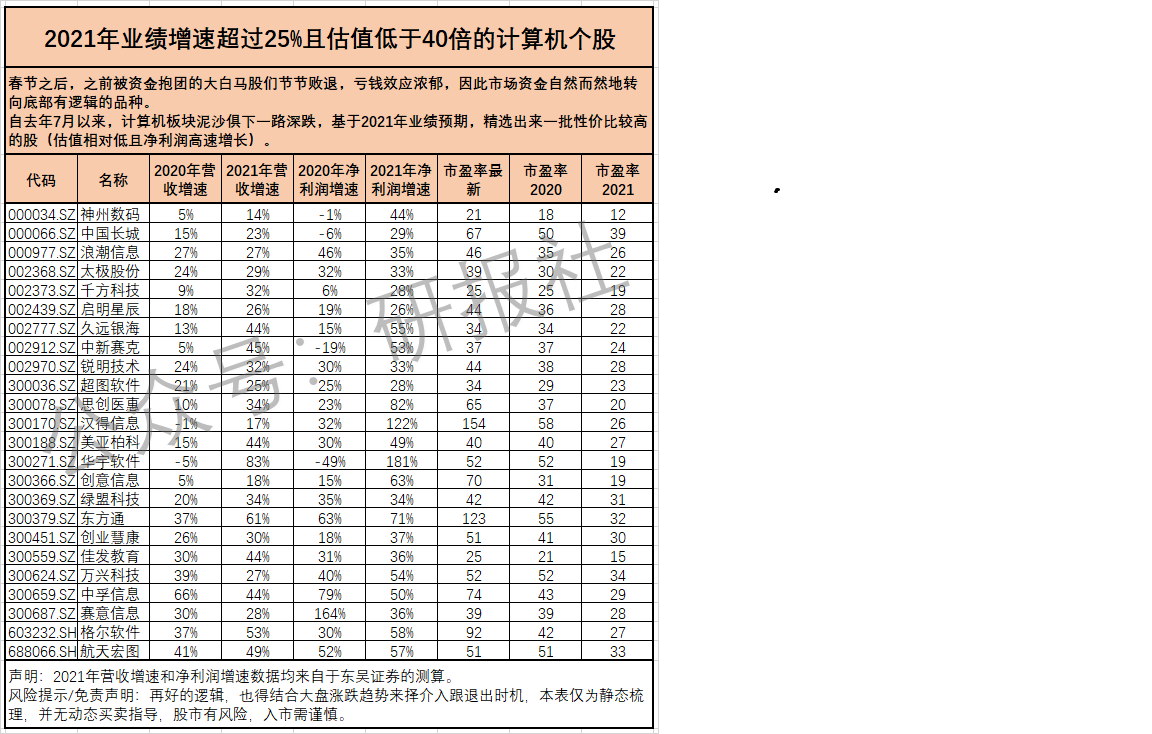 2021年业绩增速超过25%且估值低于40倍的计算机个股
春节之后，之前被资金抱团的大白马股们节节败退，亏钱效应浓郁，因此市场资金自然而然地转
向底部有逻辑的品种。
自去年7月以来，计算机板块泥沙俱下一路深跌，基于2021年业绩预期，精选出来一批性价比较高
的股（估值相对低且净利润高速增长）。
代码 名称 2020年营收增速 2021年营收增速 2020年净利润增速 2021年净利润增速 市盈率最新 市盈率2020 市盈率2021
000034.SZ 神州数码 5% 14% -1% 44% 21 18 12
000066.SZ 中国长城 15% 23% -6% 29% 67 50 39
000977.SZ 浪潮信息 27% 27% 46% 35% 46 35 26
002368.SZ 太极股份 24% 29% 32% 33% 39 30 22
002373.SZ 千方科技 9% 32% 6% 28% 25 25 19
002439.SZ 启明星辰 18% 26% 19% 26% 44 36 28
002777.SZ 久远银海 13% 44% 15% 55% 34 34 22
002912.SZ 中新赛克 5% 45% -19% 53% 37 37 24
002970.SZ 锐明技术 24% 32% 30% 33% 44 38 28
300036.SZ 超图软件 21% 25% 25% 28% 34 29 23
300078.SZ 思创医惠 10% 34% 23% 82% 65 37 20
300170.SZ 汉得信息 -1% 17% 32% 122% 154 58 26
300188.SZ 美亚柏科 15% 44% 30% 49% 40 40 27
300271.SZ 华宇软件 -5% 83% -49% 181% 52 52 19
300366.SZ 创意信息 5% 18% 15% 63% 70 31 19
300369.SZ 绿盟科技 20% 34% 35% 34% 42 42 31
300379.SZ 东方通 37% 61% 63% 71% 123 55 32
300451.SZ 创业慧康 26% 30% 18% 37% 51 41 30
300559.SZ 佳发教育 30% 44% 31% 36% 25 21 15
300624.SZ 万兴科技 39% 27% 40% 54% 52 52 34
300659.SZ 中孚信息 66% 44% 79% 50% 74 43 29
300687.SZ 赛意信息 30% 28% 164% 36% 39 39 28
603232.SH 格尔软件 37% 53% 30% 58% 92 42 27
688066.SH 航天宏图 41% 49% 52% 57% 51 51 33
声明：2021年营收增速和净利润增速数据均来自于东吴证券的测算。
风险提示/免责声明：再好的逻辑，也得结合大盘涨跌趋势来择介入跟退出时机，本表仅为静态梳
理，并无动态买卖指导，股市有风险，入市需谨慎。
公众号：研报社